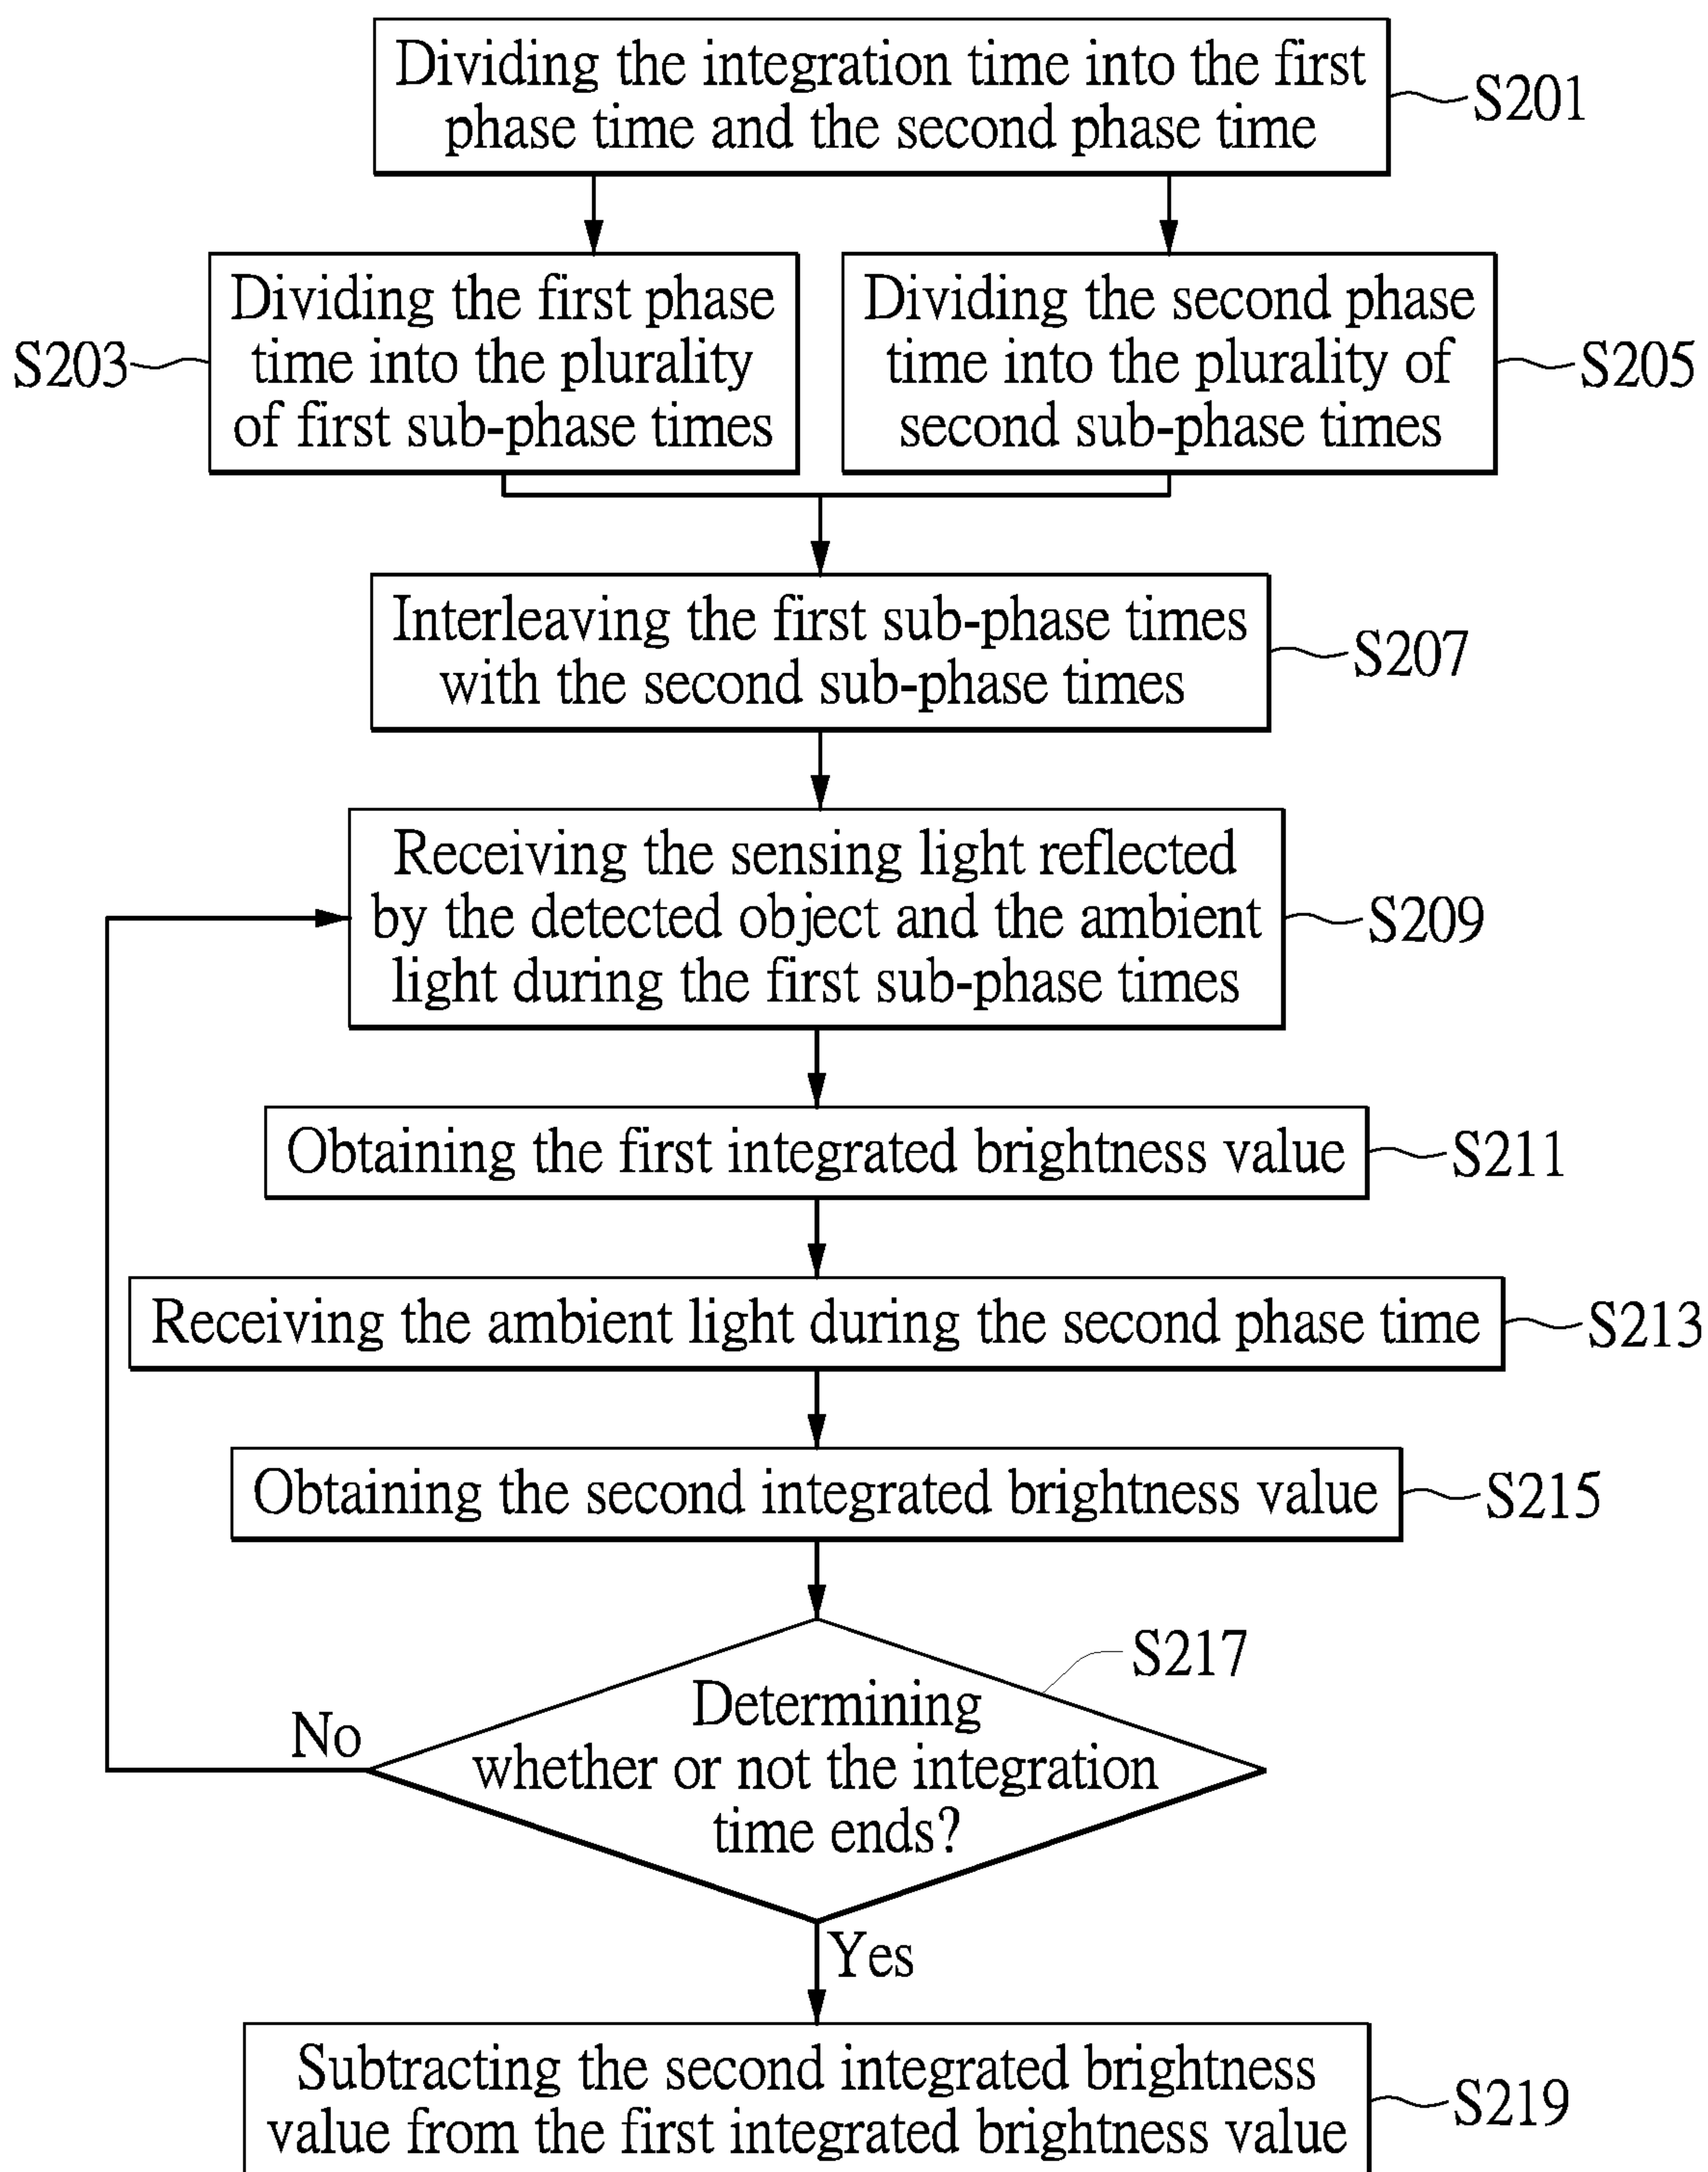 Dividing the integration time into the first
phase time and the second phase time
S201
Dividing the first phase
time into the plurality
of first sub-phase times
S203
Dividing the second phase
time into the plurality of
second sub-phase times
S205
Interleaving the first sub-phase times
with the second sub-phase times
S207
Receiving the sensing light reflected
by the detected object and the ambient
light during the first sub-phase times
S209
Obtaining the first integrated brightness value
S211
Receiving the ambient light during the second phase time
S213
Obtaining the second integrated brightness value
S215
Determining
whether or not the integration
time ends?
S217
No
Yes
Subtracting the second integrated brightness
value from the first integrated brightness value
S219